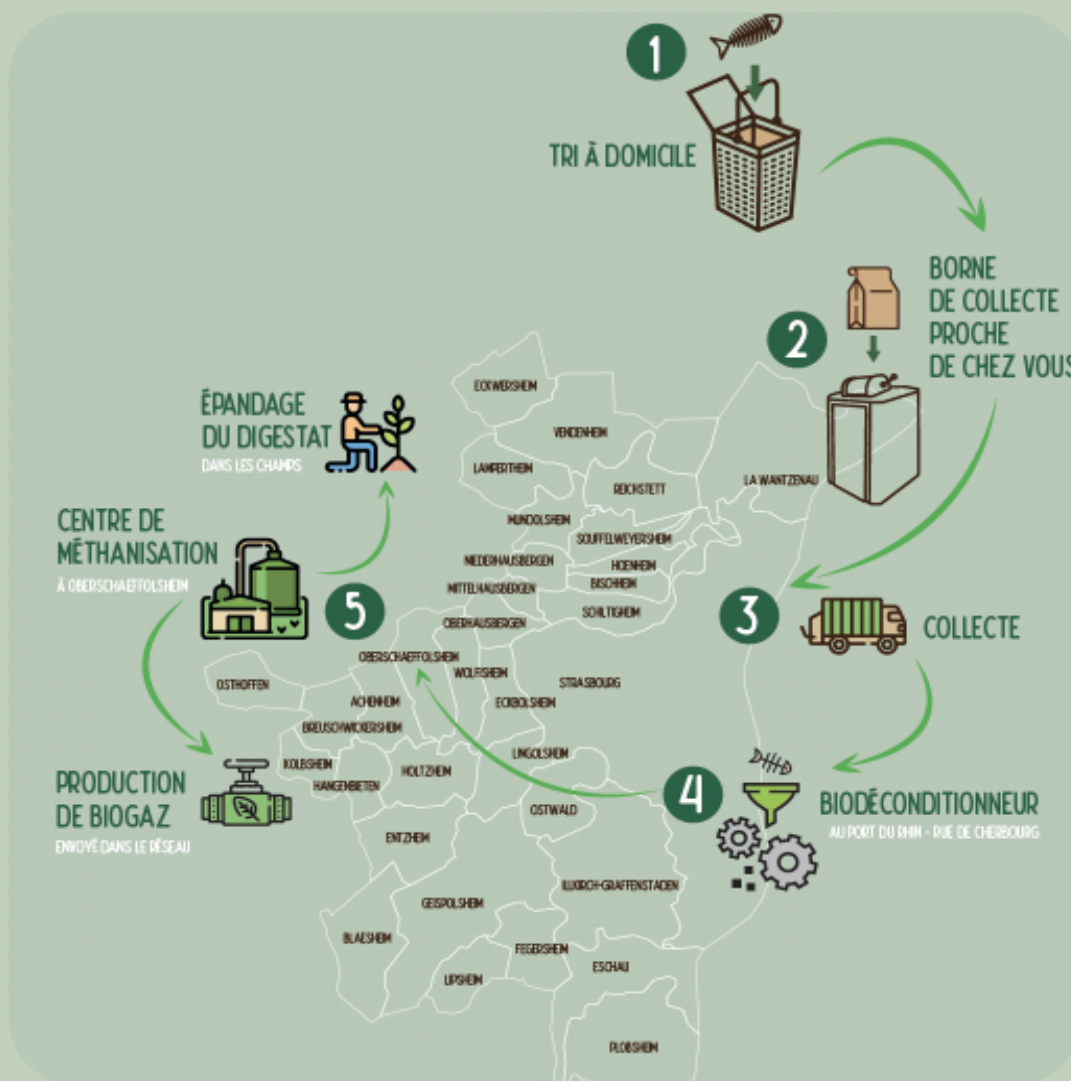 1
TRI À DOMICILE
2
BORNE
DE COLLECTE
PROCHE
DE CHEZ VOUS
3
COLLECTE
4
BIODÉCONDITIONNEUR
AU PORT DU RHIN - RUE DE CHERBOURG
5
CENTRE DE
MÉTHANISATION
À OBERSCHAEFFOLSHEIM
ÉPANDAGE
DU DIGESTAT
DANS LES CHAMPS
PRODUCTION
DE BIOGAZ
ENVOYÉ DANS LE RÉSEAU
ECKWERSHEIM
VENDENHEIM
LAMPERTHEIM
REICHSTETT
LA WANTZENAU
MUNDOLSHEIM
SOUFFELWEYERSHEIM
NIEDERHAUSBERGEN
HOENHEIM
BISCHHEIM
MITTELHAUSBERGEN
SCHILTIGHEIM
OBERHAUSBERGEN
OBERSCHAEFFOLSHEIM
WOLFISHEIM
STRASBOURG
OSTHOFFEN
ACHENHEIM
ECKBOLSHEIM
BREUSCHWICKERSHEIM
LINGOLSHEIM
KOLBSHEIM
HOLTZHEIM
HANGENBIETEN
OSTWALD
ENTZHEIM
ILLKIRCH-GRAFFENSTADEN
GEISPOLSHEIM
BLAESHEIM
FEGERSHEIM
ESCHAU
LIPSHEIM
PLOBSHEIM